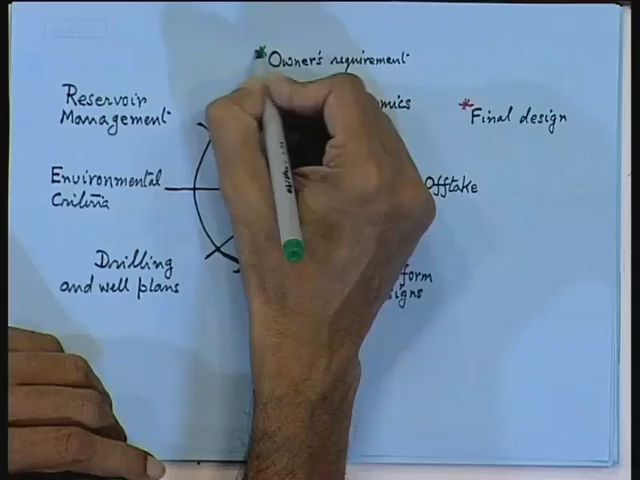 * Owner's requirement
Reservoir
Management
* Final design
Environmental
Criteria
Offtake
Drilling
and well plans